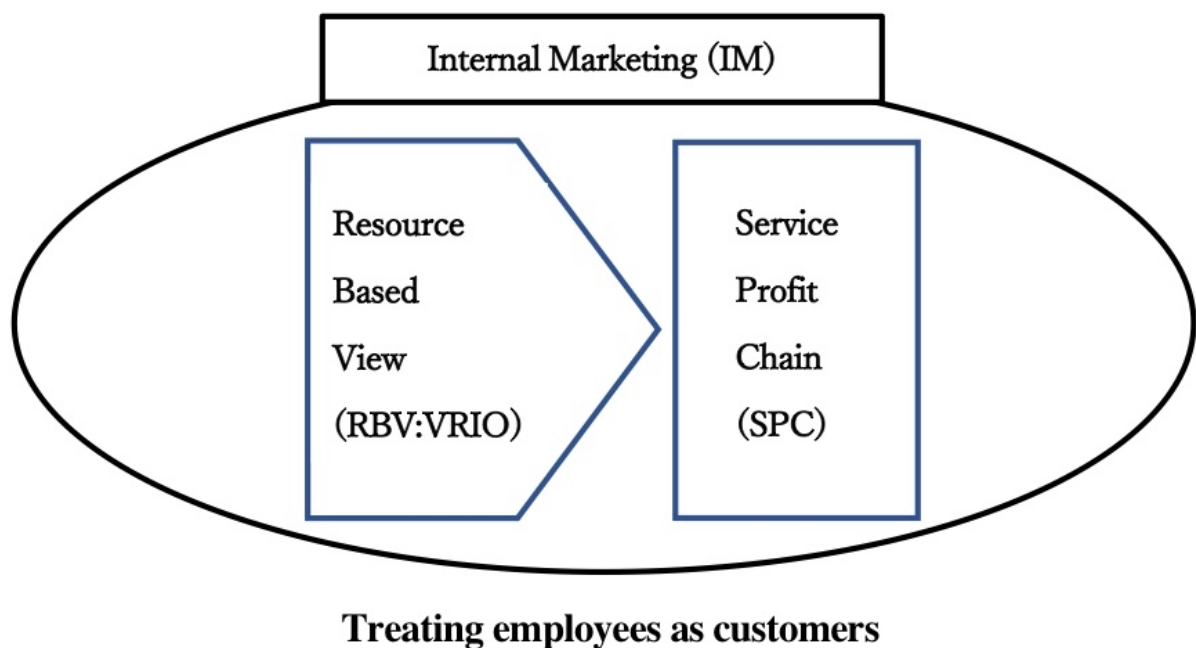 Internal Marketing (IM)
Resource
Based
View
(RBV:VRIO)
Service
Profit
Chain
(SPC)
Treating employees as customers